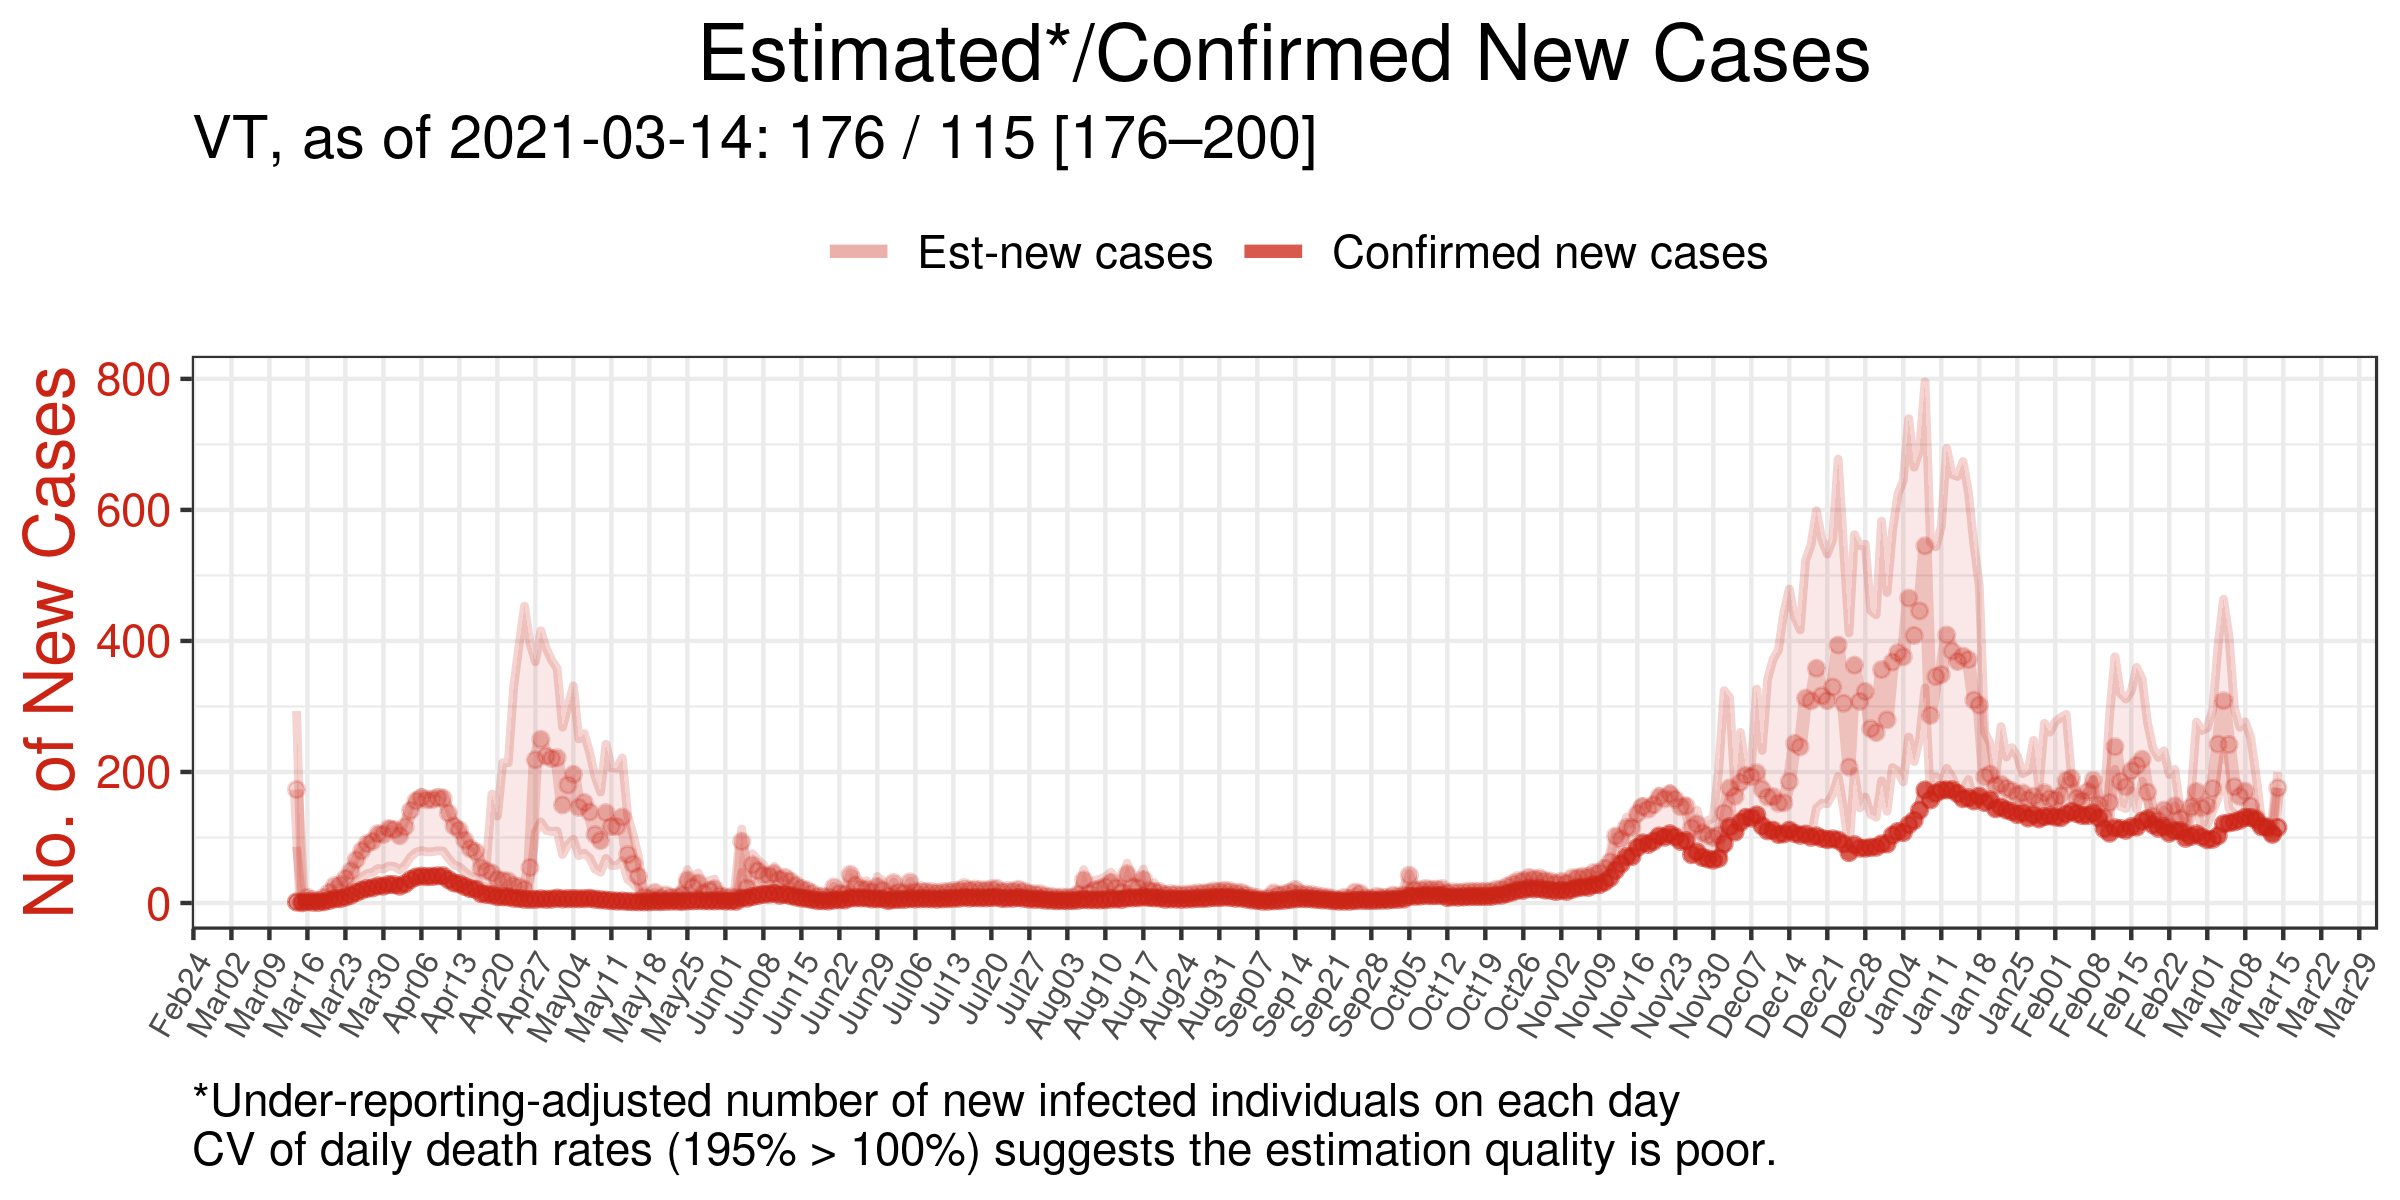 Estimated*/Confirmed New Cases
VT, as of 2021-03-14: 176 / 115 [176–200]
Est-new cases Confirmed new cases
No. of New Cases
800
600
400
200
0
Feb24 Mar02 Mar09 Mar16 Mar23 Mar30 Apr06 Apr13 Apr20 Apr27 May04 May11 May18 May25 Jun01 Jun08 Jun15 Jun22 Jun29 Jul06 Jul13 Jul20 Jul27 Aug03 Aug10 Aug17 Aug24 Aug31 Sep07 Sep14 Sep21 Sep28 Oct05 Oct12 Oct19 Oct26 Nov02 Nov09 Nov16 Nov23 Nov30 Dec07 Dec14 Dec21 Dec28 Jan04 Jan11 Jan18 Jan25 Feb01 Feb08 Feb15 Feb22 Mar01 Mar08 Mar15 Mar22 Mar29
*Under-reporting-adjusted number of new infected individuals on each day
CV of daily death rates (195% > 100%) suggests the estimation quality is poor.